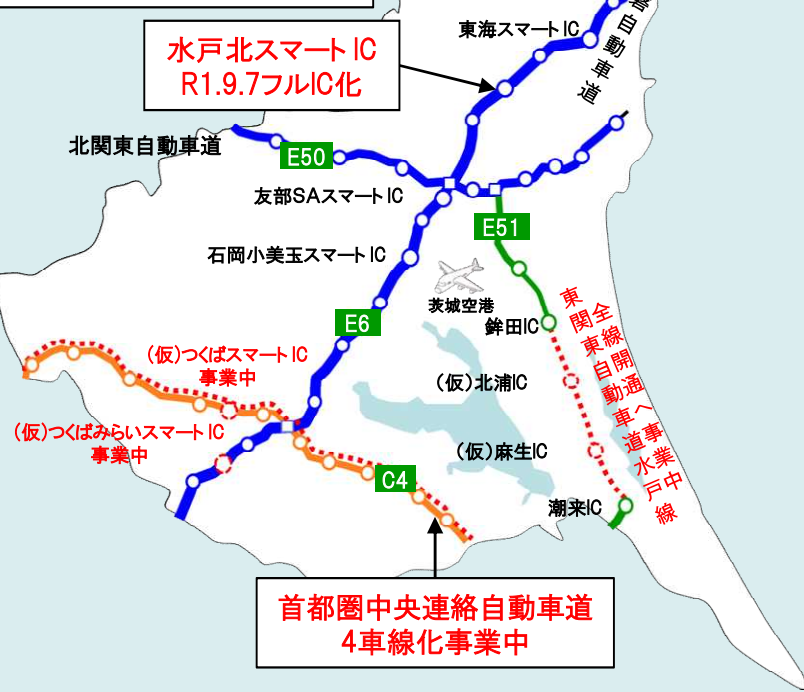 東海スマートIC
自動車道
水戸北スマートIC
R1.9.7フルIC化
北関東自動車道
E50
友部SAスマートIC
E51
石岡小美玉スマートIC
茨城空港
鉾田IC
E6
東関東自動車道水戸線
全線開通へ事業中
(仮)つくばスマートIC
事業中
(仮)北浦IC
(仮)つくばみらいスマートIC
事業中
(仮)麻生IC
C4
潮来IC
首都圏中央連絡自動車道
4車線化事業中